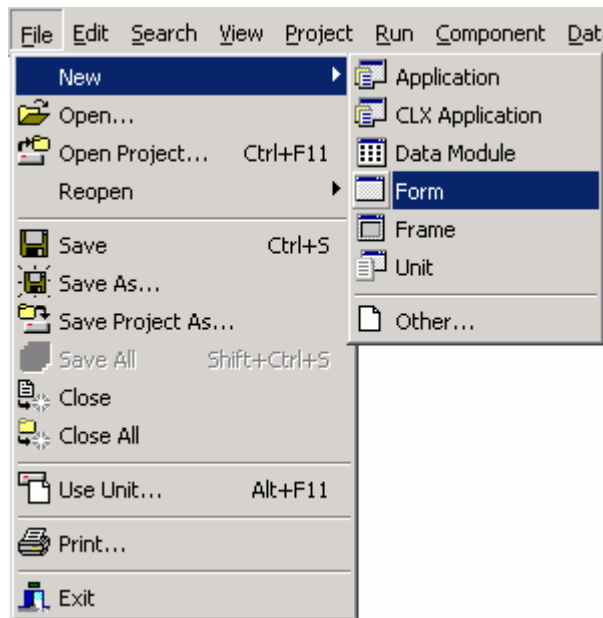 File Edit Search View Project Run Component Dat
New
Open...
Open Project... Ctrl+F11
Reopen
Save Ctrl+S
Save As...
Save Project As...
Save All Shift+Ctrl+S
Close
Close All
Use Unit... Alt+F11
Print...
Exit
Application
CLX Application
Data Module
Form
Frame
Unit
Other...